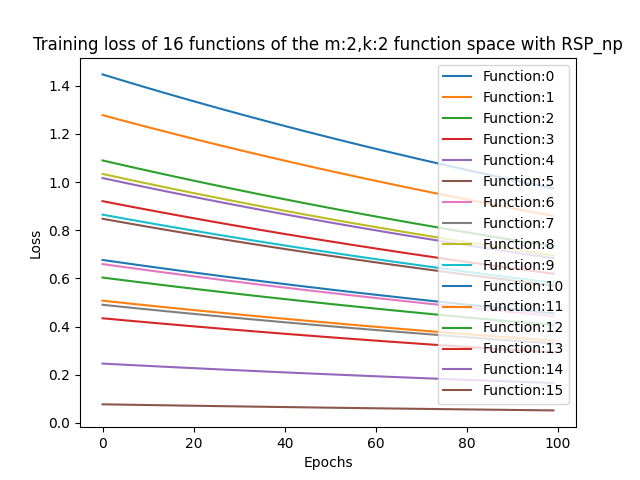 Training loss of 16 functions of the m:2,k:2 function space with RSP_np
1.4
1.2
1.0
0.8
0.6
0.4
0.2
0.0
Loss
Function:0
Function:1
Function:2
Function:3
Function:4
Function:5
Function:6
Function:7
Function:8
Function:9
Function:10
Function:11
Function:12
Function:13
Function:14
Function:15
0 20 40 60 80 100
Epochs